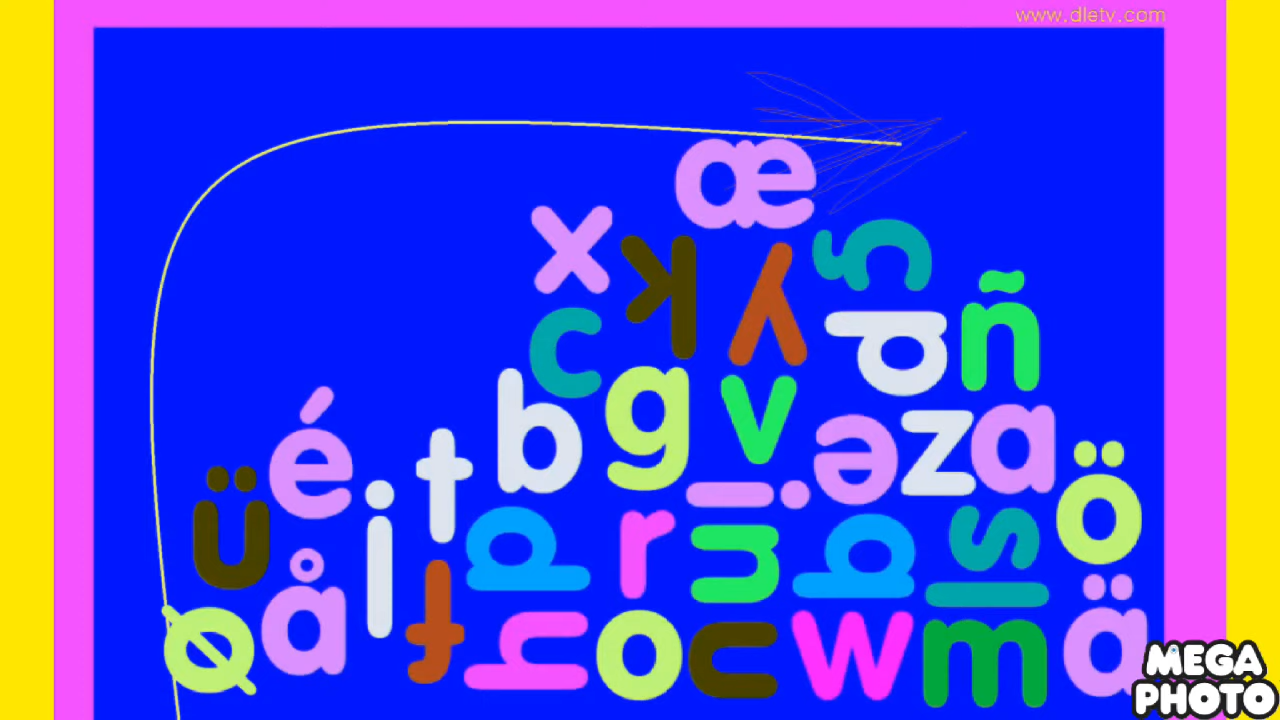 www.dletv.com
æ
x k y ç
c d ñ
é b g v ə z a
ü i t d r i n b s ö
ø å f h o u w l m ä
MEGA
PHOTO